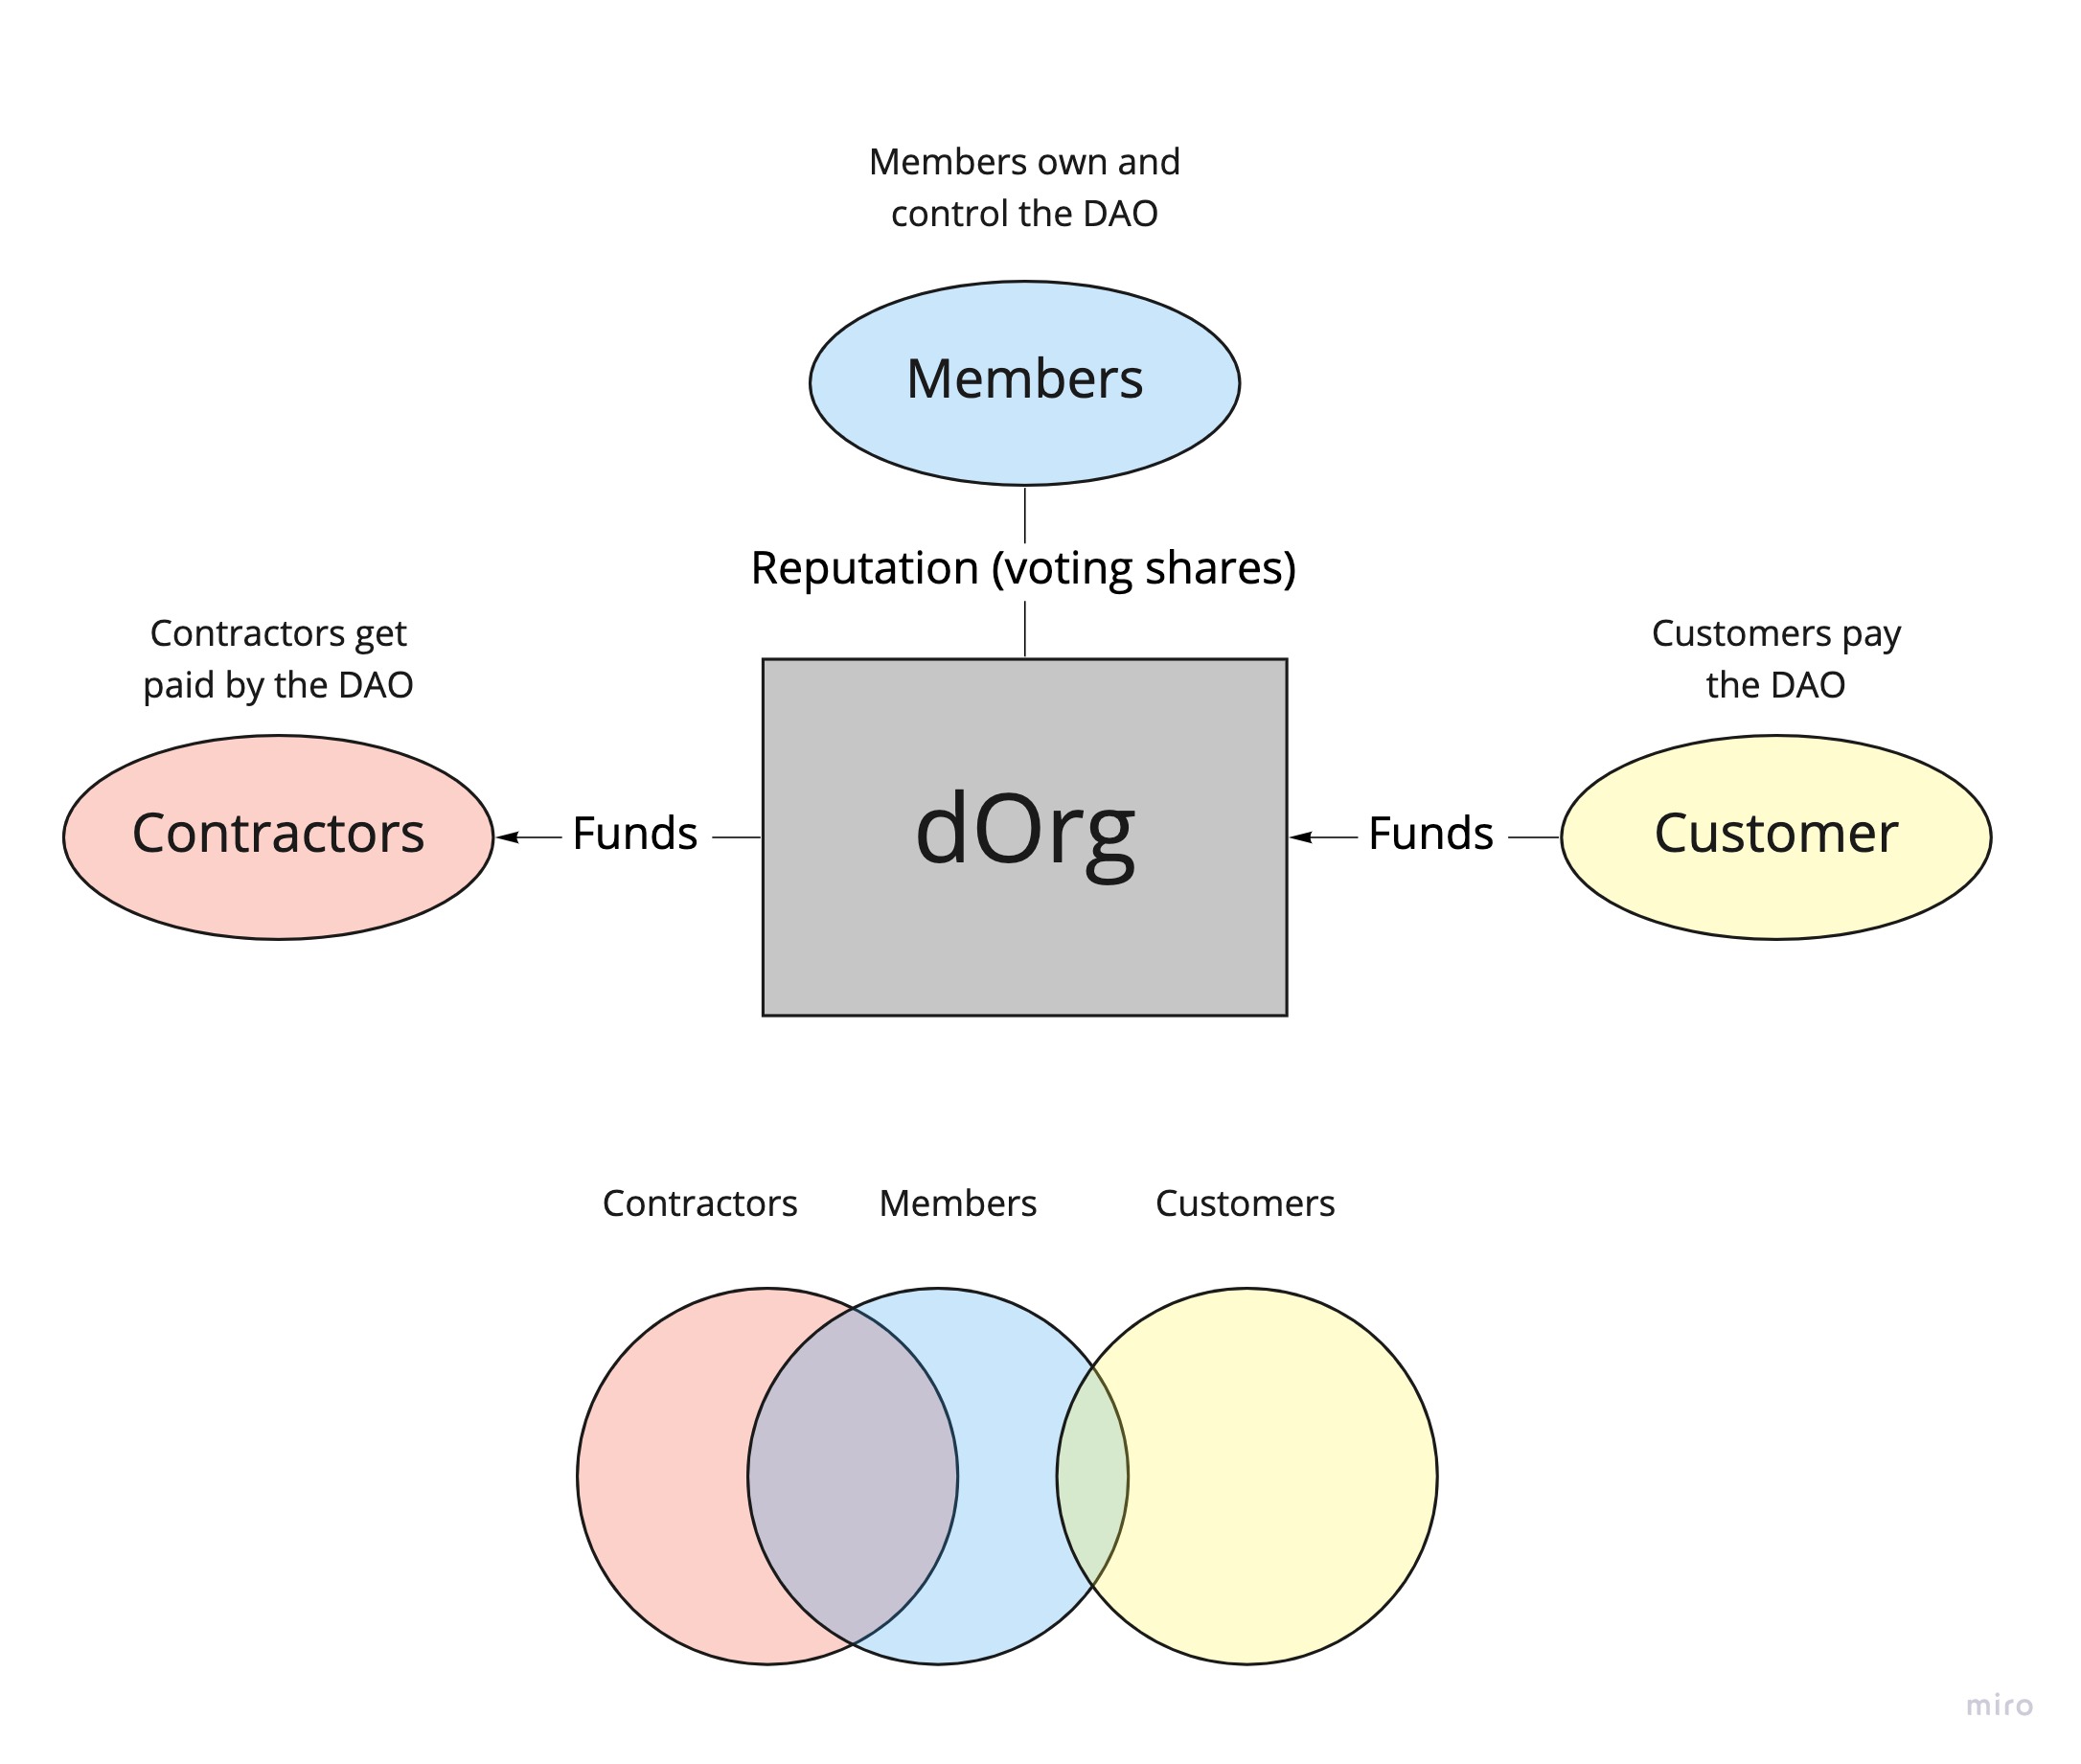 Members own and
control the DAO
Members
Reputation (voting shares)
Contractors get
paid by the DAO
Customers pay
the DAO
Contractors
Funds
dOrg
Funds
Customer
Contractors
Members
Customers
miro